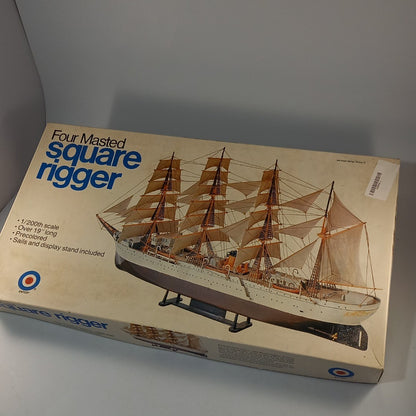 Four Masted
square
rigger
• 1/200th scale
• Over 19" long
• Precolored
• Sails and display stand included
square rigger